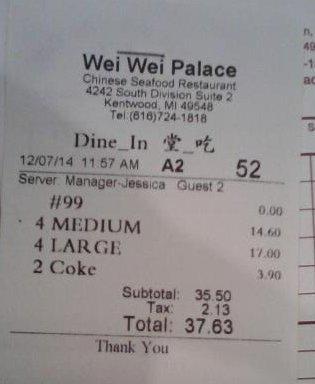 Wei Wei Palace
Chinese Seafood Restaurant
4242 South Division Suite 2
Kentwood, MI 49548
Tel:(616)724-1818
Dine_In 堂_吃
12/07/14 11:57 AM A2 52
Server: Manager-Jessica Guest 2
#99 0.00
4 MEDIUM 14.60
4 LARGE 17.00
2 Coke 3.90
Subtotal: 35.50
Tax: 2.13
Total: 37.63
Thank You